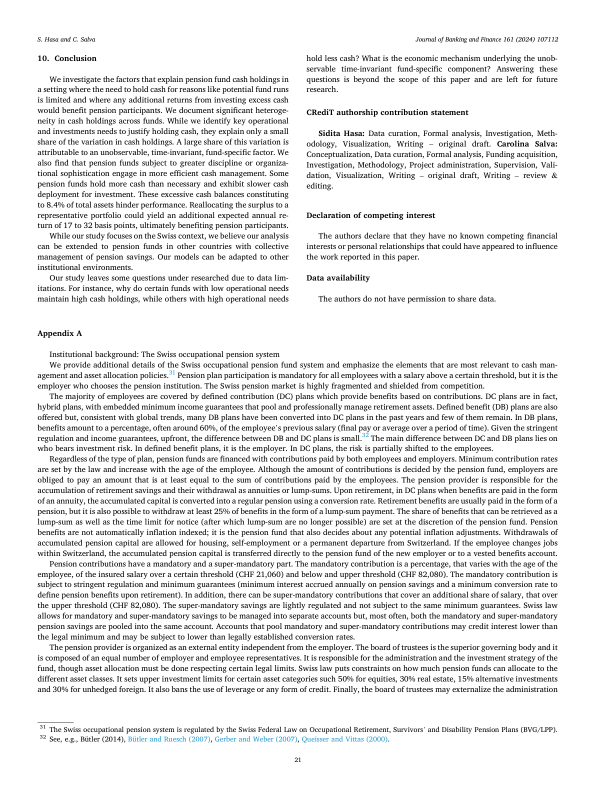 S. Hasa and C. Salva
Journal of Banking and Finance 161 (2024) 107112
10. Conclusion
We investigate the factors that explain pension fund cash holdings in
a setting where the need to hold cash for reasons like potential fund runs
is limited and where any additional returns from investing excess cash
would benefit pension participants. We document significant heteroge-
neity in cash holdings across funds. While we identify key operational
and investments needs to justify holding cash, they explain only a small
share of the variation in cash holdings. A large share of this variation is
attributable to an unobservable, time-invariant, fund-specific factor. We
also find that pension funds subject to greater discipline or organiza-
tional sophistication engage in more efficient cash management. Some
pension funds hold more cash than necessary and exhibit slower cash
deployment for investment. These excessive cash balances constituting
to 8.4% of total assets hinder performance. Reallocating the surplus to a
representative portfolio could yield an additional expected annual re-
turn of 17 to 32 basis points, ultimately benefiting pension participants.
While our study focuses on the Swiss context, we believe our analysis
can be extended to pension funds in other countries with collective
management of pension savings. Our models can be adapted to other
institutional environments.
Our study leaves some questions under researched due to data lim-
itations. For instance, why do certain funds with low operational needs
maintain high cash holdings, while others with high operational needs
hold less cash? What is the economic mechanism underlying the unob-
servable time-invariant fund-specific component? Answering these
questions is beyond the scope of this paper and are left for future
research.
CRediT authorship contribution statement
Sidita Hasa: Data curation, Formal analysis, Investigation, Meth-
odology, Visualization, Writing – original draft. Carolina Salva:
Conceptualization, Data curation, Formal analysis, Funding acquisition,
Investigation, Methodology, Project administration, Supervision, Vali-
dation, Visualization, Writing – original draft, Writing – review &
editing.
Declaration of competing interest
The authors declare that they have no known competing financial
interests or personal relationships that could have appeared to influence
the work reported in this paper.
Data availability
The authors do not have permission to share data.
Appendix A
Institutional background: The Swiss occupational pension system
We provide additional details of the Swiss occupational pension fund system and emphasize the elements that are most relevant to cash man-
agement and asset allocation policies.31 Pension plan participation is mandatory for all employees with a salary above a certain threshold, but it is the
employer who chooses the pension institution. The Swiss pension market is highly fragmented and shielded from competition.
The majority of employees are covered by defined contribution (DC) plans which provide benefits based on contributions. DC plans are in fact,
hybrid plans, with embedded minimum income guarantees that pool and professionally manage retirement assets. Defined benefit (DB) plans are also
offered but, consistent with global trends, many DB plans have been converted into DC plans in the past years and few of them remain. In DB plans,
benefits amount to a percentage, often around 60%, of the employee's previous salary (final pay or average over a period of time). Given the stringent
regulation and income guarantees, upfront, the difference between DB and DC plans is small.32 The main difference between DC and DB plans lies on
who bears investment risk. In defined benefit plans, it is the employer. In DC plans, the risk is partially shifted to the employees.
Regardless of the type of plan, pension funds are financed with contributions paid by both employees and employers. Minimum contribution rates
are set by the law and increase with the age of the employee. Although the amount of contributions is decided by the pension fund, employers are
obliged to pay an amount that is at least equal to the sum of contributions paid by the employees. The pension provider is responsible for the
accumulation of retirement savings and their withdrawal as annuities or lump-sums. Upon retirement, in DC plans when benefits are paid in the form
of an annuity, the accumulated capital is converted into a regular pension using a conversion rate. Retirement benefits are usually paid in the form of a
pension, but it is also possible to withdraw at least 25% of benefits in the form of a lump-sum payment. The share of benefits that can be retrieved as a
lump-sum as well as the time limit for notice (after which lump-sum are no longer possible) are set at the discretion of the pension fund. Pension
benefits are not automatically inflation indexed; it is the pension fund that also decides about any potential inflation adjustments. Withdrawals of
accumulated pension capital are allowed for housing, self-employment or a permanent departure from Switzerland. If the employee changes jobs
within Switzerland, the accumulated pension capital is transferred directly to the pension fund of the new employer or to a vested benefits account.
Pension contributions have a mandatory and a super-mandatory part. The mandatory contribution is a percentage, that varies with the age of the
employee, of the insured salary over a certain threshold (CHF 21,060) and below and upper threshold (CHF 82,080). The mandatory contribution is
subject to stringent regulation and minimum guarantees (minimum interest accrued annually on pension savings and a minimum conversion rate to
define pension benefits upon retirement). In addition, there can be super-mandatory contributions that cover an additional share of salary, that over
the upper threshold (CHF 82,080). The super-mandatory savings are lightly regulated and not subject to the same minimum guarantees. Swiss law
allows for mandatory and super-mandatory savings to be managed into separate accounts but, most often, both the mandatory and super-mandatory
pension savings are pooled into the same account. Accounts that pool mandatory and super-mandatory contributions may credit interest lower than
the legal minimum and may be subject to lower than legally established conversion rates.
The pension provider is organized as an external entity independent from the employer. The board of trustees is the superior governing body and it
is composed of an equal number of employer and employee representatives. It is responsible for the administration and the investment strategy of the
fund, though asset allocation must be done respecting certain legal limits. Swiss law puts constraints on how much pension funds can allocate to the
different asset classes. It sets upper investment limits for certain asset categories such 50% for equities, 30% real estate, 15% alternative investments
and 30% for unhedged foreign. It also bans the use of leverage or any form of credit. Finally, the board of trustees may externalize the administration
31 The Swiss occupational pension system is regulated by the Swiss Federal Law on Occupational Retirement, Survivors' and Disability Pension Plans (BVG/LPP).
32 See, e.g., Bütler (2014), Bütler and Ruesch (2007), Gerber and Weber (2007), Queisser and Vittas (2000).
21